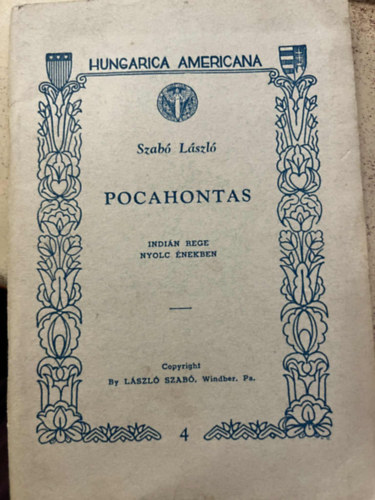 HUNGARICA AMERICANA
Szabó László
POCAHONTAS
INDIÁN REGE
NYOLC ÉNEKBEN
Copyright
By LÁSZLÓ SZABÓ, Windber, Pa.
4